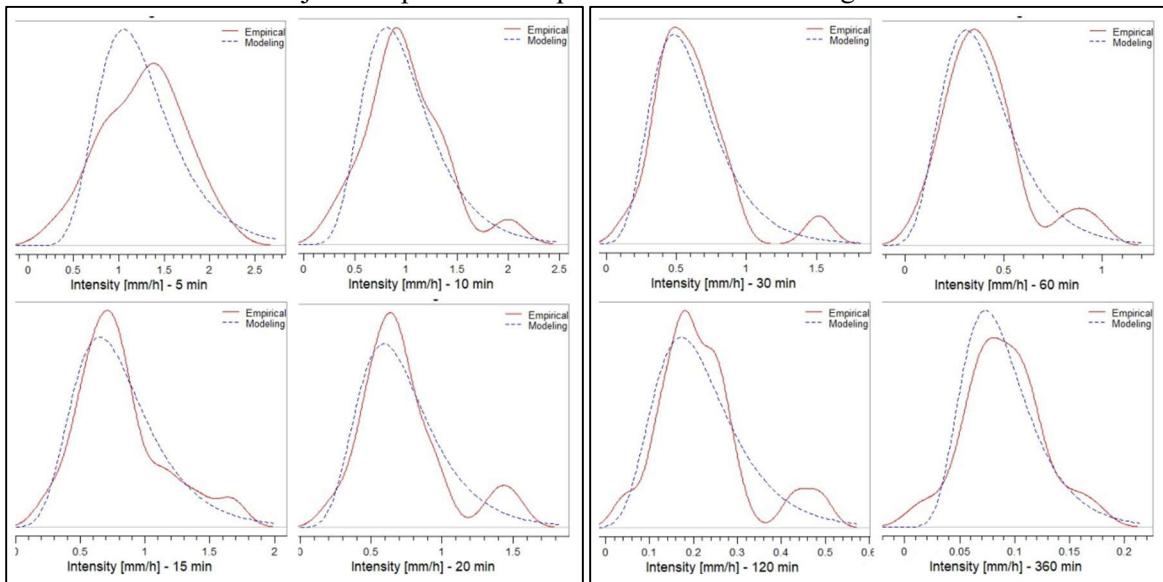 Empirical
Modeling
0 0.5 1 1.5 2 2.5
Intensity [mm/h] - 5 min
Empirical
Modeling
0 0.5 1 1.5 2 2.5
Intensity [mm/h] - 10 min
Empirical
Modeling
0 0.5 1 1.5
Intensity [mm/h] - 30 min
Empirical
Modeling
0 0.5 1
Intensity [mm/h] - 60 min
Empirical
Modeling
0 0.5 1 1.5 2
Intensity [mm/h] - 15 min
Empirical
Modeling
0 0.5 1 1.5
Intensity [mm/h] - 20 min
Empirical
Modeling
0 0.1 0.2 0.3 0.4 0.5 0.6
Intensity [mm/h] - 120 min
Empirical
Modeling
0 0.05 0.1 0.15 0.2
Intensity [mm/h] - 360 min